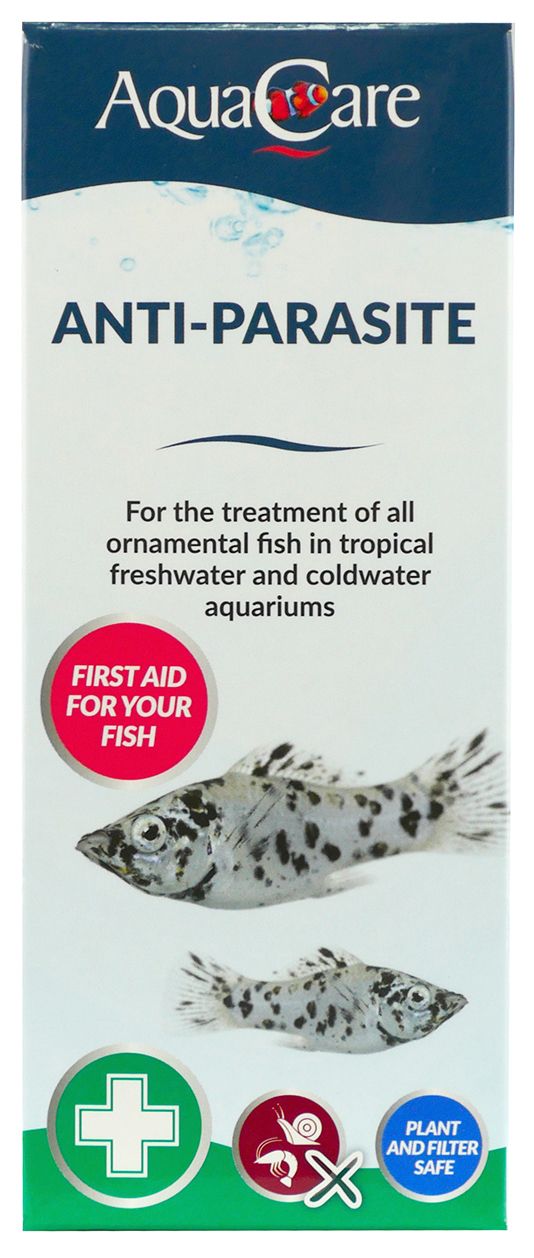 AquaCare
ANTI-PARASITE
For the treatment of all
ornamental fish in tropical
freshwater and coldwater
aquariums
FIRST AID
FOR YOUR
FISH
PLANT
AND FILTER
SAFE